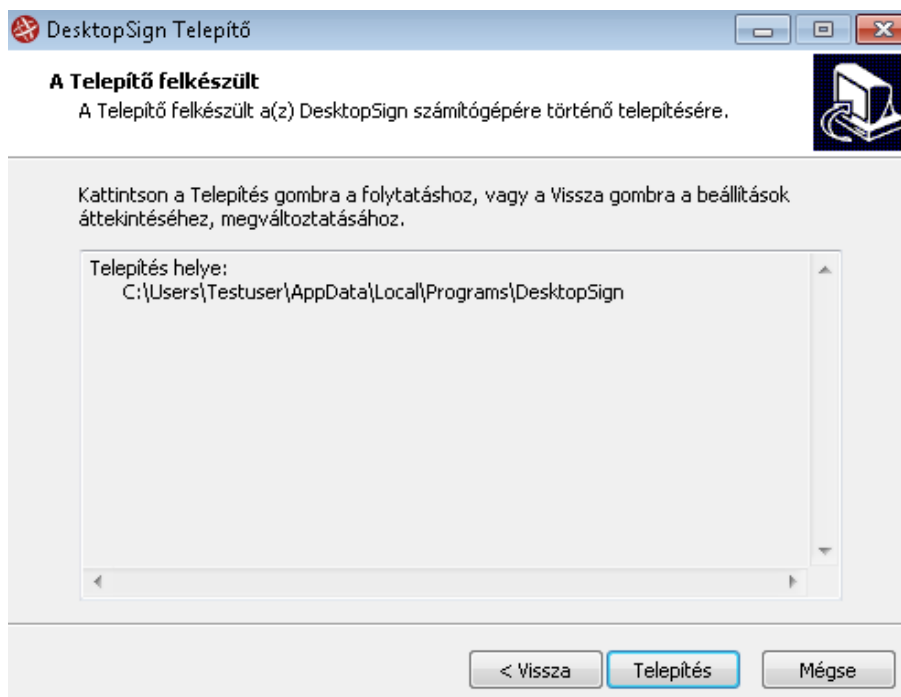 DesktopSign Telepítő
A Telepítő felkészült
A Telepítő felkészült a(z) DesktopSign számítógépére történő telepítésére.
Kattintson a Telepítés gombra a folytatáshoz, vagy a Vissza gombra a beállítások
áttekintéséhez, megváltoztatásához.
Telepítés helye:
C:\Users\Testuser\AppData\Local\Programs\DesktopSign
< Vissza
Telepítés
Mégse